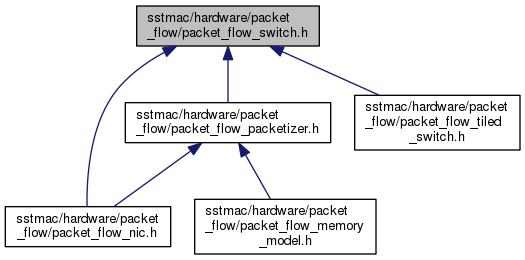 sstmac/hardware/packet
_flow/packet_flow_switch.h
sstmac/hardware/packet
_flow/packet_flow_packetizer.h
sstmac/hardware/packet
_flow/packet_flow_tiled
_switch.h
sstmac/hardware/packet
_flow/packet_flow_nic.h
sstmac/hardware/packet
_flow/packet_flow_memory
_model.h